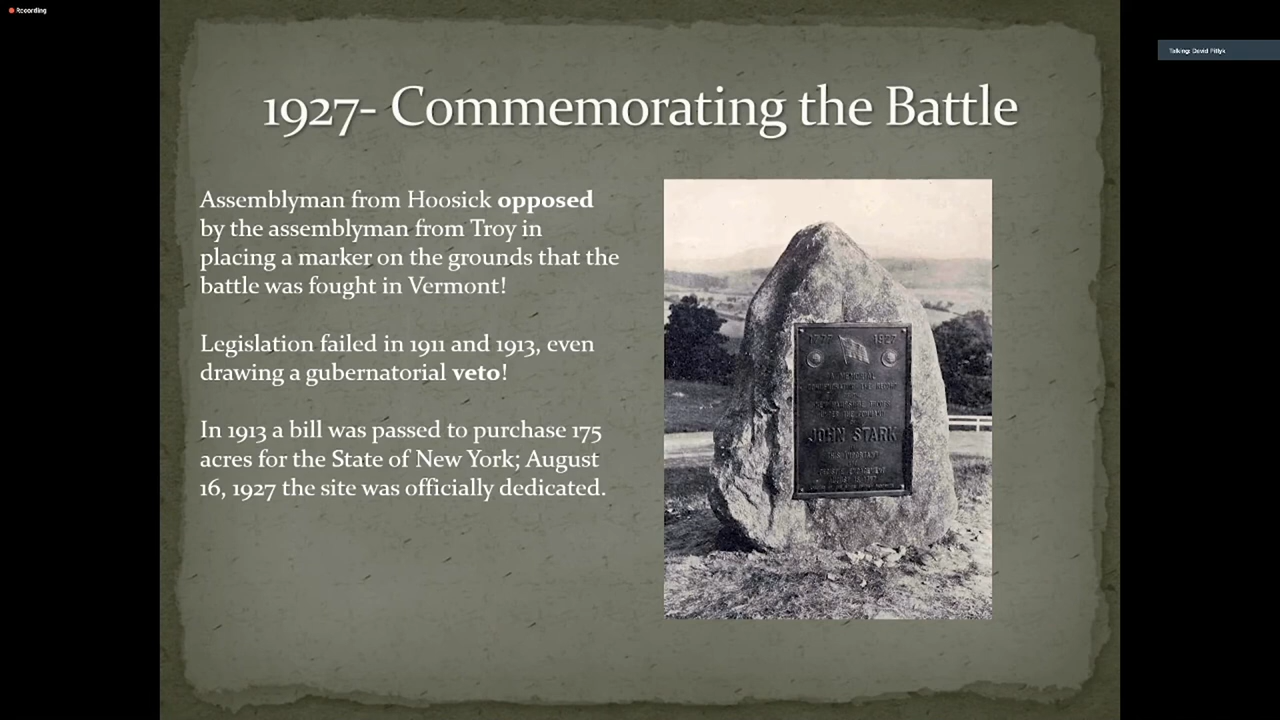 Recording
Talking: David Pitlyk
1927- Commemorating the Battle
Assemblyman from Hoosick opposed
by the assemblyman from Troy in
placing a marker on the grounds that the
battle was fought in Vermont!
Legislation failed in 1911 and 1913, even
drawing a gubernatorial veto!
In 1913 a bill was passed to purchase 175
acres for the State of New York; August
16, 1927 the site was officially dedicated.
1777 1927
A MEMORIAL
JOHN STARK